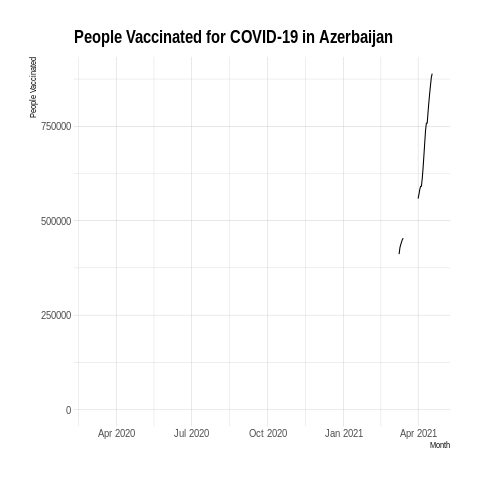 People Vaccinated for COVID-19 in Azerbaijan
People Vaccinated
750000
500000
250000
0
Apr 2020 Jul 2020 Oct 2020 Jan 2021 Apr 2021
Month